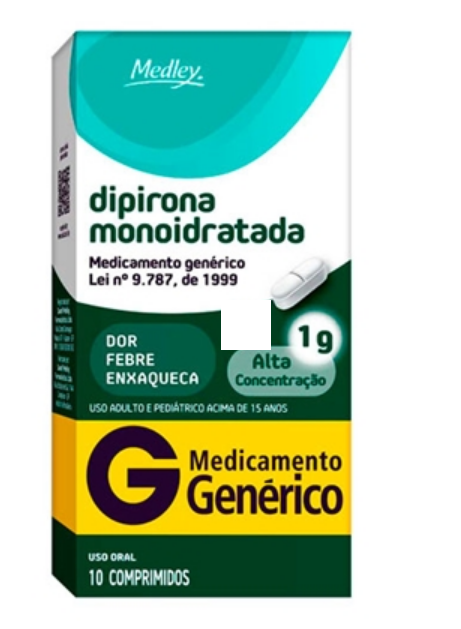 Medley.
dipirona
monoidratada
Medicamento genérico
Lei nº 9.787, de 1999
DOR
FEBRE
ENXAQUECA
1g
Alta
Concentração
USO ADULTO E PEDIÁTRICO ACIMA DE 15 ANOS
G
Medicamento
Genérico
USO ORAL
10 COMPRIMIDOS